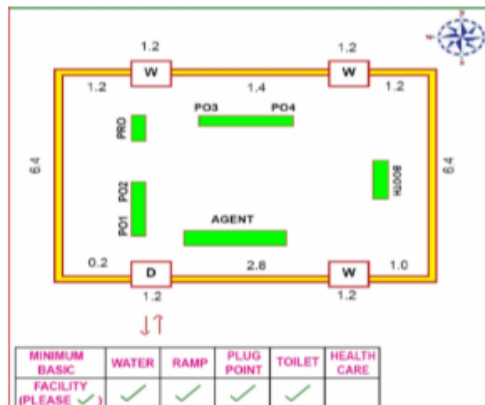 1.2 1.2
W W
1.2 1.4 1.2
PO3 PO4
PRO
6.4 6.4
BOOTH
PO1 PO2
AGENT
0.2 2.8 1.0
D W
1.2 1.2
MINIMUM BASIC FACILITY (PLEASE ✓) WATER RAMP PLUG POINT TOILET HEALTH CARE
✓ ✓ ✓ ✓